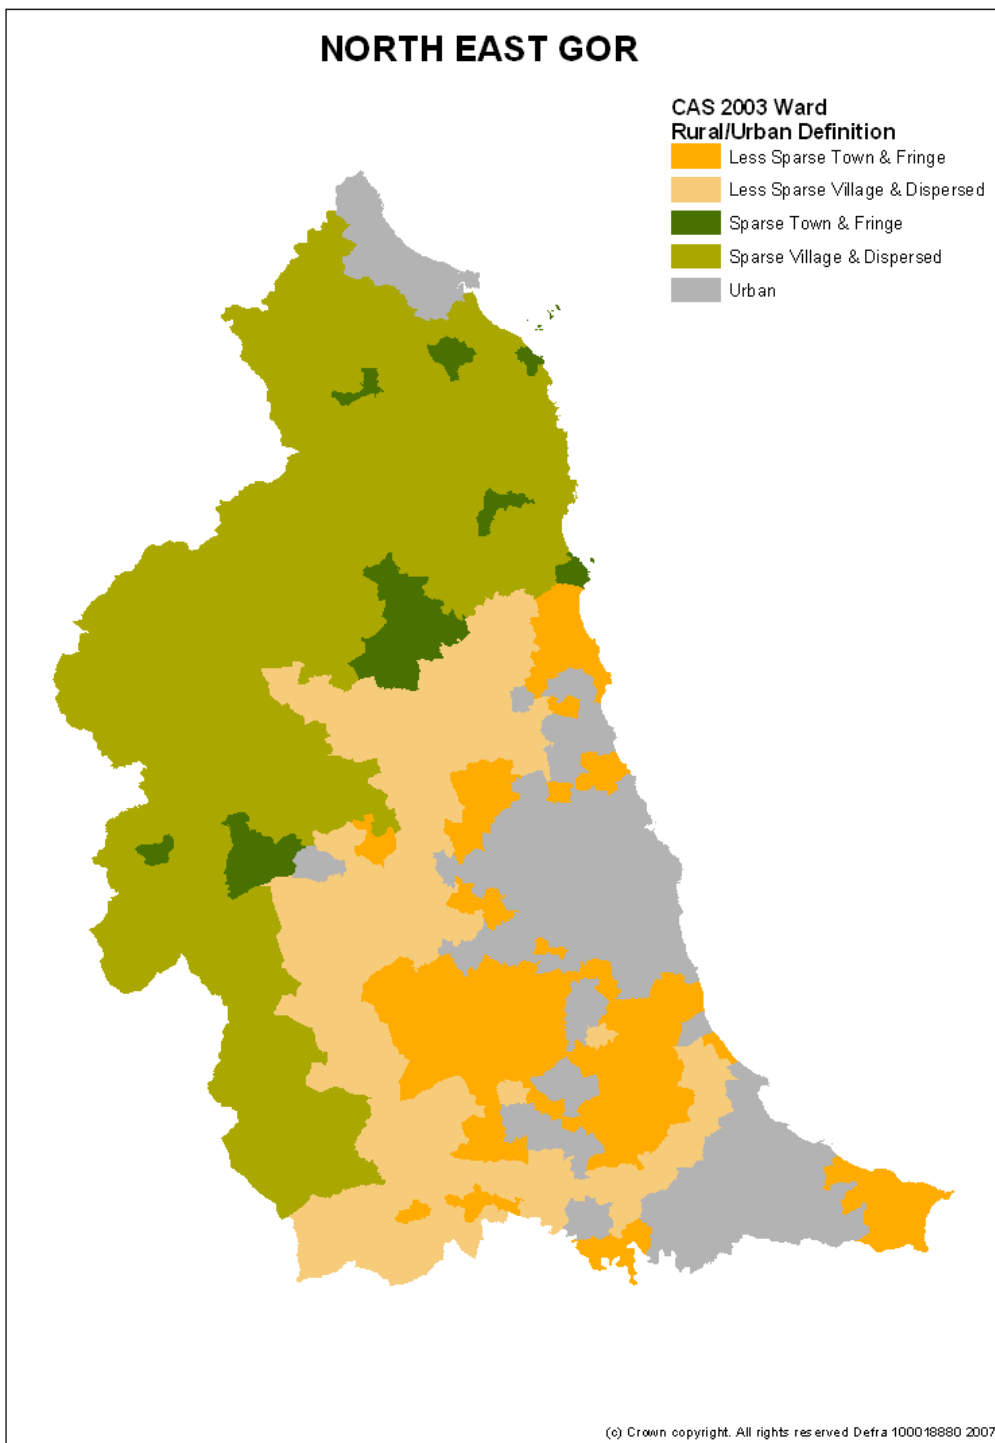 NORTH EAST GOR
CAS 2003 Ward
Rural/Urban Definition
Less Sparse Town & Fringe
Less Sparse Village & Dispersed
Sparse Town & Fringe
Sparse Village & Dispersed
Urban
(c) Crown copyright. All rights reserved Defra 100018880 2007